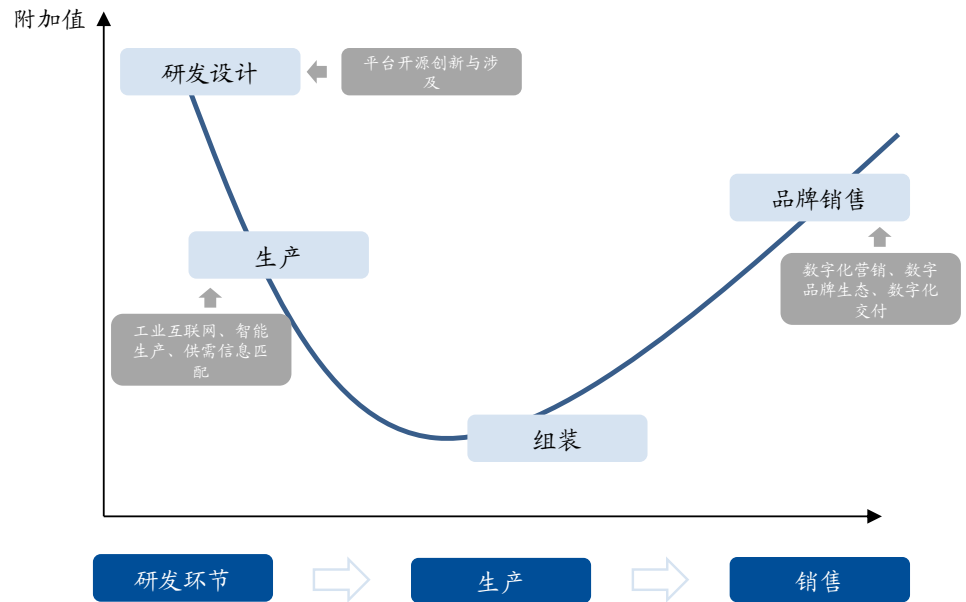 附加值
研发设计
平台开源创新与涉
及
品牌销售
生产
数字化营销、数字
品牌生态、数字化
交付
工业互联网、智能
生产、供需信息匹
配
组装
研发环节
生产
销售